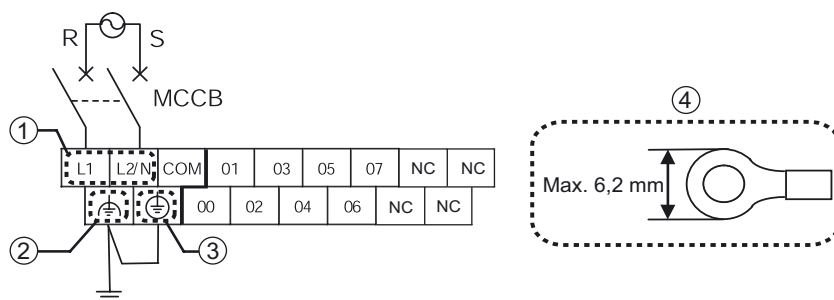 R S
MCCB
① ④
L1 L2/N COM 01 03 05 07 NC NC
Max. 6,2 mm
00 02 04 06 NC NC
② ③